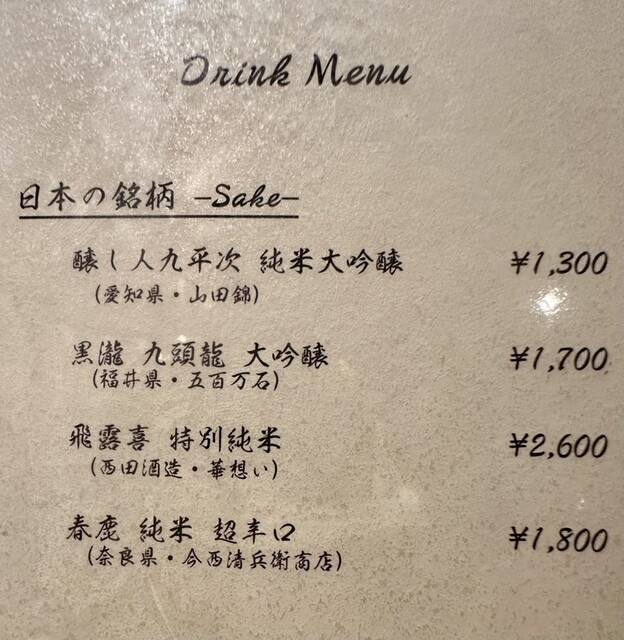 Drink Menu
日本の銘柄 -Sake-
醸し人九平次 純米大吟醸 ¥1,300
(愛知県・山田錦)
黒瀧 九頭龍 大吟醸 ¥1,700
(福井県・五百万石)
飛露喜 特別純米 ¥2,600
(西田酒造・華想い)
春鹿 純米 超辛口 ¥1,800
(奈良県・今西清兵衛商店)